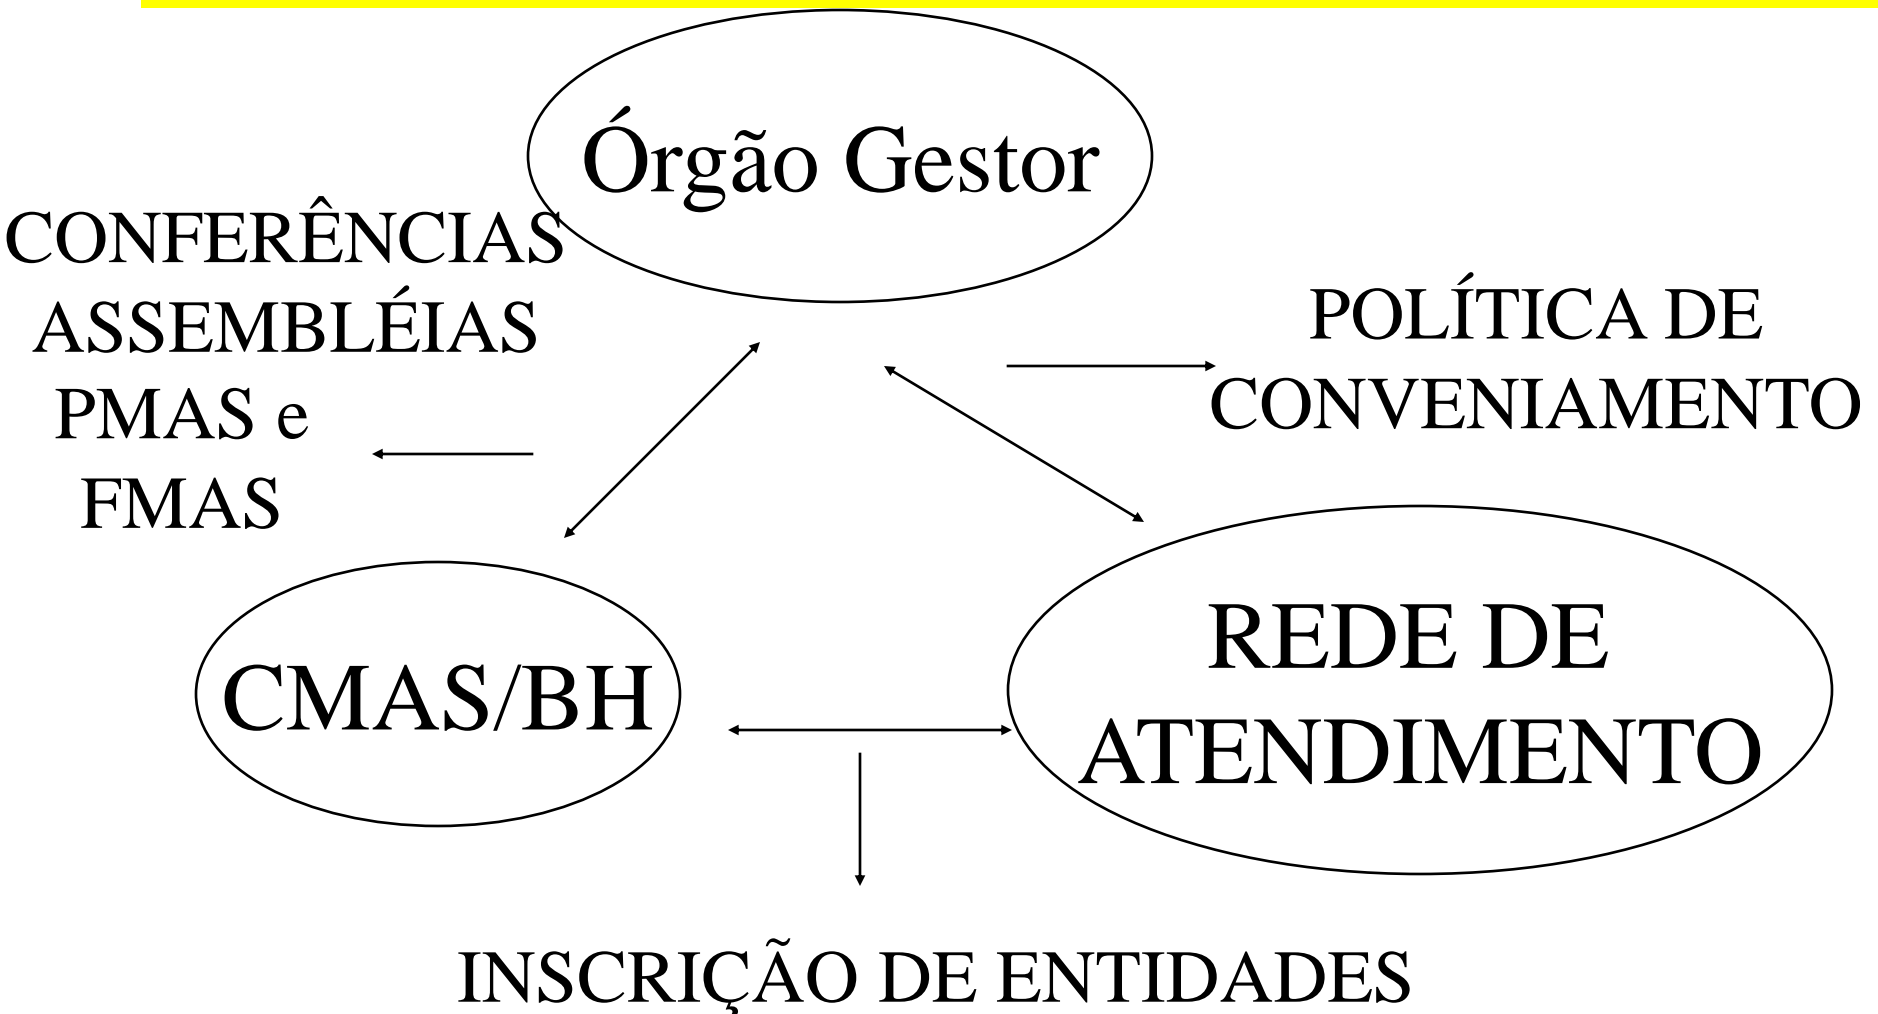 Órgão Gestor
CONFERÊNCIAS
ASSEMBLÉIAS
PMAS e
FMAS
POLÍTICA DE
CONVENIAMENTO
CMAS/BH
REDE DE
ATENDIMENTO
INSCRIÇÃO DE ENTIDADES